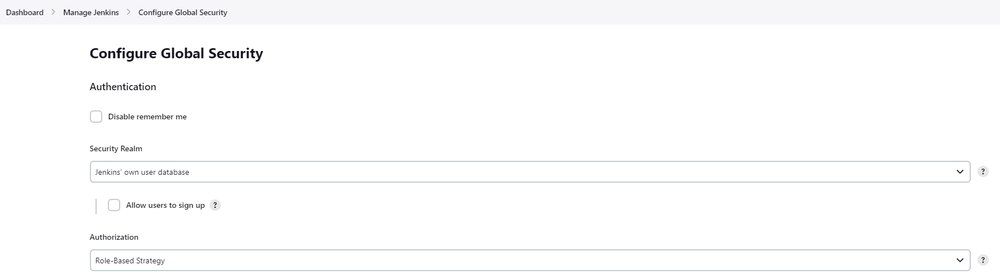 Dashboard > Manage Jenkins > Configure Global Security
Configure Global Security
Authentication
Disable remember me
Security Realm
Jenkins’ own user database
?
Allow users to sign up ?
Authorization
Role-Based Strategy
?